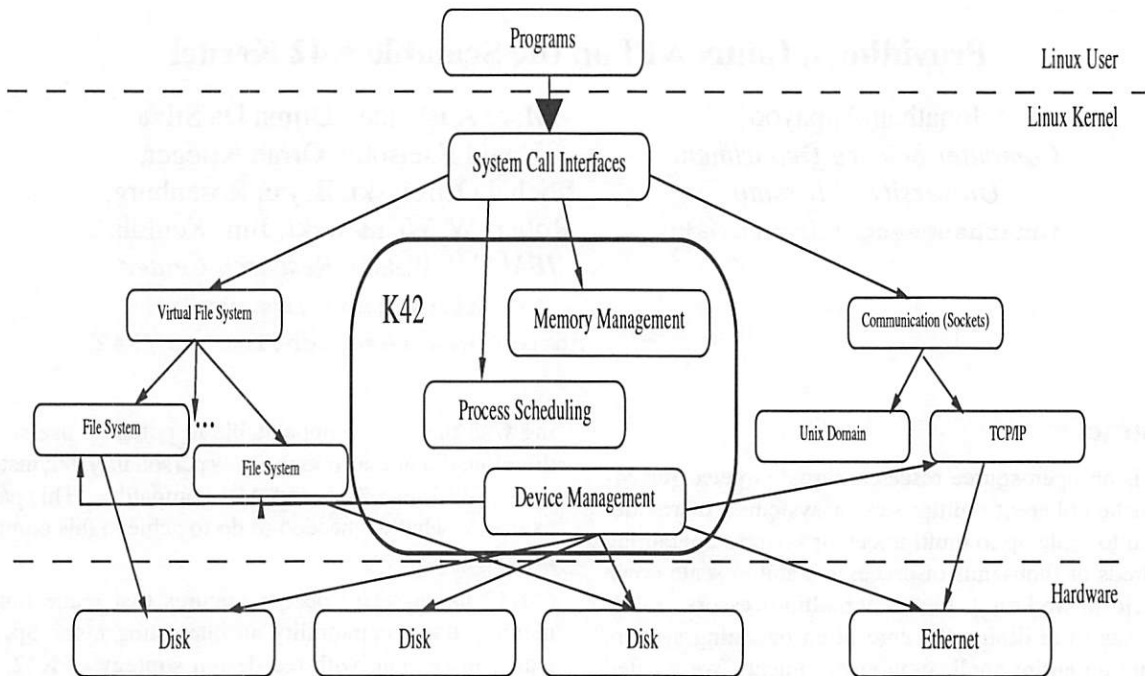 Programs
Linux User
Linux Kernel
System Call Interfaces
K42
Virtual File System
Memory Management
Communication (Sockets)
File System
...
Process Scheduling
Unix Domain
TCP/IP
File System
Device Management
Hardware
Disk
Disk
Disk
Ethernet